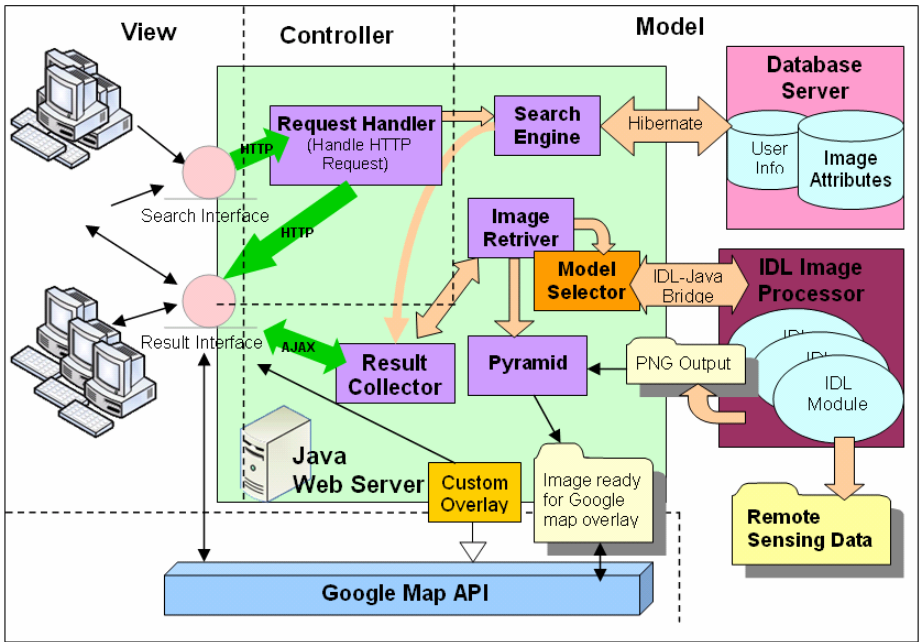 View
Controller
Model
Database
Server
User
Info
Image
Attributes
Request Handler
(Handle HTTP
Request)
Search
Engine
Hibernate
HTTP
Search Interface
HTTP
Image
Retriver
Model
Selector
IDL-Java
Bridge
IDL Image
Processor
IDL
IDL
IDL
Module
Result Interface
AJAX
Result
Collector
Pyramid
PNG Output
Java
Web Server
Custom
Overlay
Image ready
for Google
map overlay
Remote
Sensing Data
Google Map API